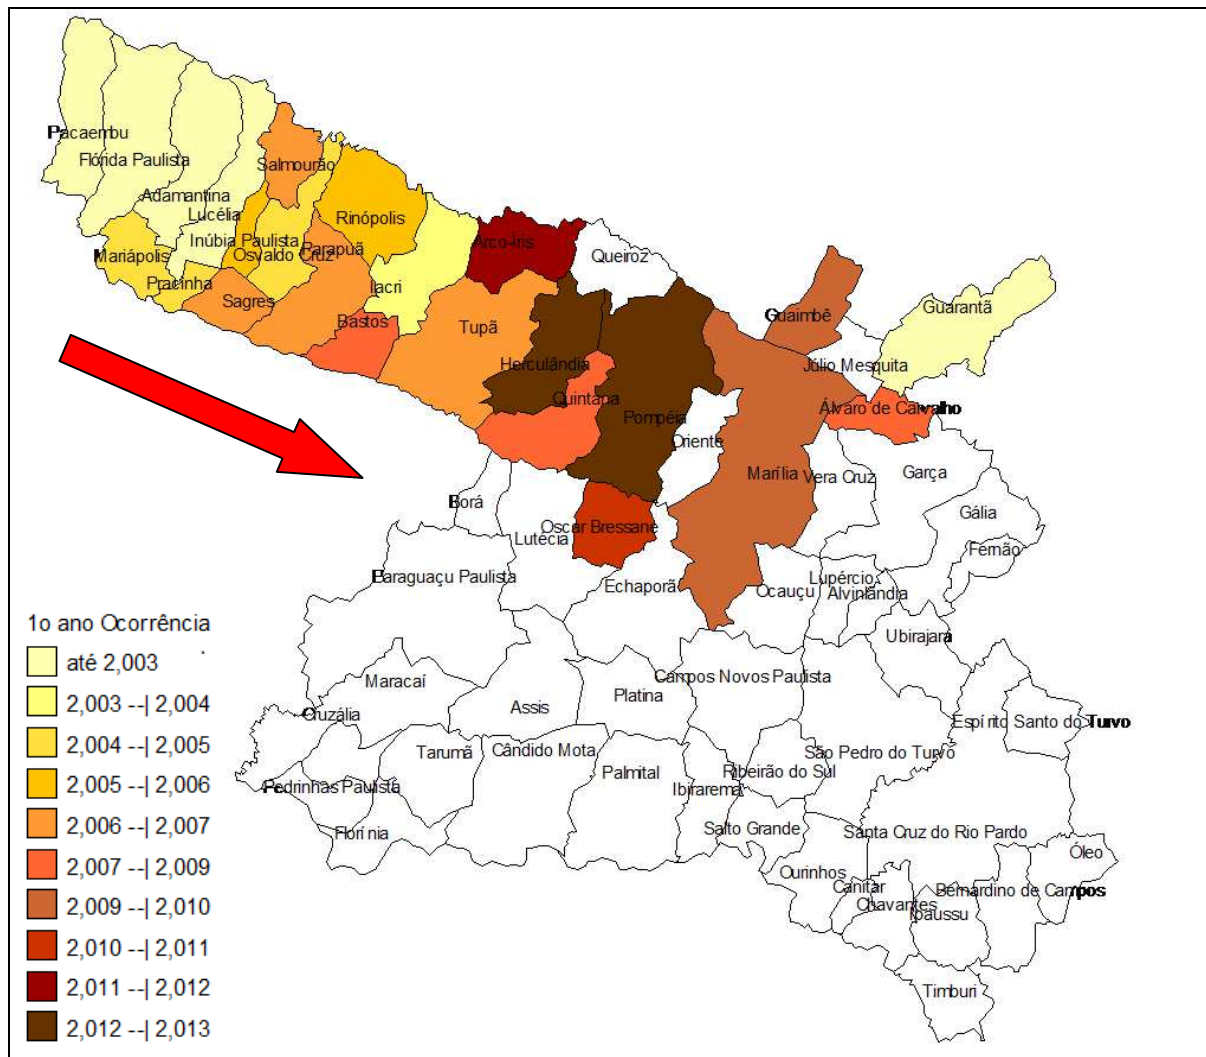 Pacaembu
Flórida Paulista
Salmourão
Adamantina
Lucélia
Rinópolis
Inúbia Paulista
Arco-Íris
Mariápolis
Osvaldo Cruz
Parapuã
Queiroz
Pracinha
Iacri
Sagres
Guarantã
Guaimbê
Bastos
Tupã
Herculândia
Júlio Mesquita
Quintana
Álvaro de Carvalho
Pompéia
Oriente
Marília
Vera Cruz
Garça
Borá
Gália
Oscar Bressane
Lutécia
Fernão
Paraguaçu Paulista
Echaporã
Ocauçu
Lupércio
Alvinlândia
Ubirajara
Maracaí
Campos Novos Paulista
Platina
Cruzália
Assis
Espírito Santo do Turvo
Tarumã
Cândido Mota
São Pedro do Turvo
Palmital
Ribeirão do Sul
Pedrinhas Paulista
Ibirarema
Florínia
Salto Grande
Santa Cruz do Rio Pardo
Óleo
Ourinhos
Canitar
Bernardino de Campos
Chavantes
Ipaussu
Timburi
1o ano Ocorrência
até 2,003
2,003 --| 2,004
2,004 --| 2,005
2,005 --| 2,006
2,006 --| 2,007
2,007 --| 2,009
2,009 --| 2,010
2,010 --| 2,011
2,011 --| 2,012
2,012 --| 2,013